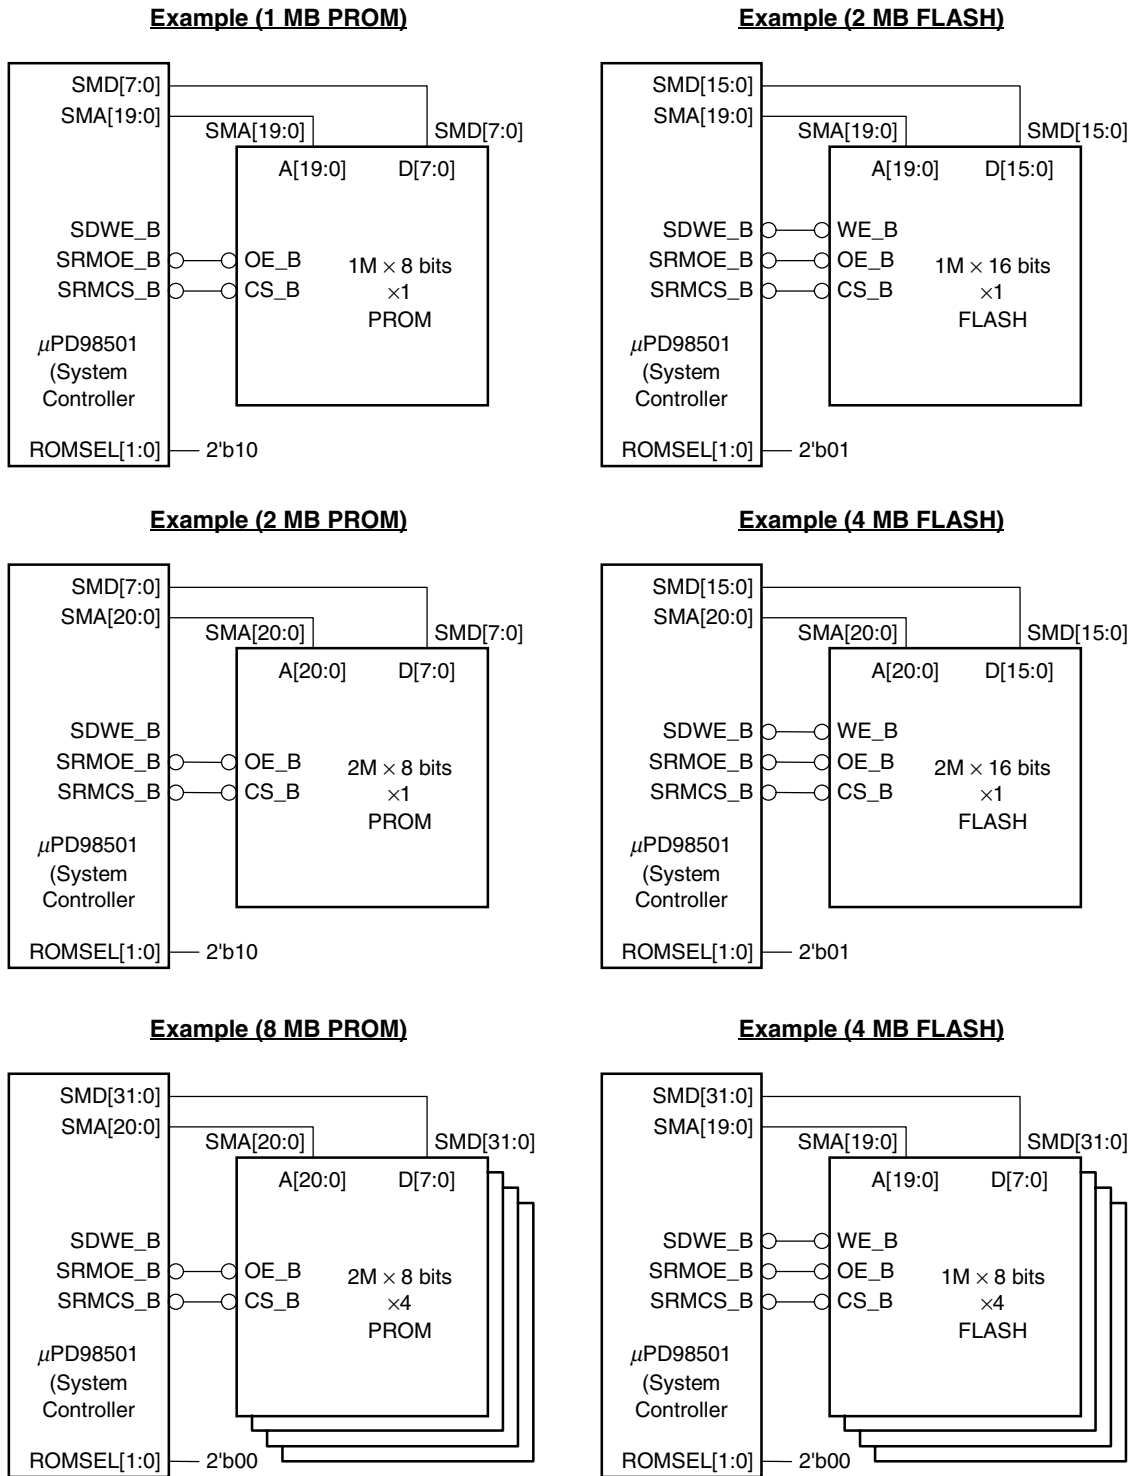 Example (1 MB PROM)
SMD[7:0]
SMA[19:0]
SMA[19:0]
SMD[7:0]
A[19:0]
D[7:0]
SDWE_B
SRMOE_B
OE_B
SRMCS_B
CS_B
1M × 8 bits
×1
PROM
µPD98501
(System
Controller
ROMSEL[1:0]
2'b10
Example (2 MB FLASH)
SMD[15:0]
SMA[19:0]
SMA[19:0]
SMD[15:0]
A[19:0]
D[15:0]
SDWE_B
WE_B
SRMOE_B
OE_B
SRMCS_B
CS_B
1M × 16 bits
×1
FLASH
µPD98501
(System
Controller
ROMSEL[1:0]
2'b01
Example (2 MB PROM)
SMD[7:0]
SMA[20:0]
SMA[20:0]
SMD[7:0]
A[20:0]
D[7:0]
SDWE_B
SRMOE_B
OE_B
SRMCS_B
CS_B
2M × 8 bits
×1
PROM
µPD98501
(System
Controller
ROMSEL[1:0]
2'b10
Example (4 MB FLASH)
SMD[15:0]
SMA[20:0]
SMA[20:0]
SMD[15:0]
A[20:0]
D[15:0]
SDWE_B
WE_B
SRMOE_B
OE_B
SRMCS_B
CS_B
2M × 16 bits
×1
FLASH
µPD98501
(System
Controller
ROMSEL[1:0]
2'b01
Example (8 MB PROM)
SMD[31:0]
SMA[20:0]
SMA[20:0]
SMD[31:0]
A[20:0]
D[7:0]
SDWE_B
SRMOE_B
OE_B
SRMCS_B
CS_B
2M × 8 bits
×4
PROM
µPD98501
(System
Controller
ROMSEL[1:0]
2'b00
Example (4 MB FLASH)
SMD[31:0]
SMA[19:0]
SMA[19:0]
SMD[31:0]
A[19:0]
D[7:0]
SDWE_B
WE_B
SRMOE_B
OE_B
SRMCS_B
CS_B
1M × 8 bits
×4
FLASH
µPD98501
(System
Controller
ROMSEL[1:0]
2'b00